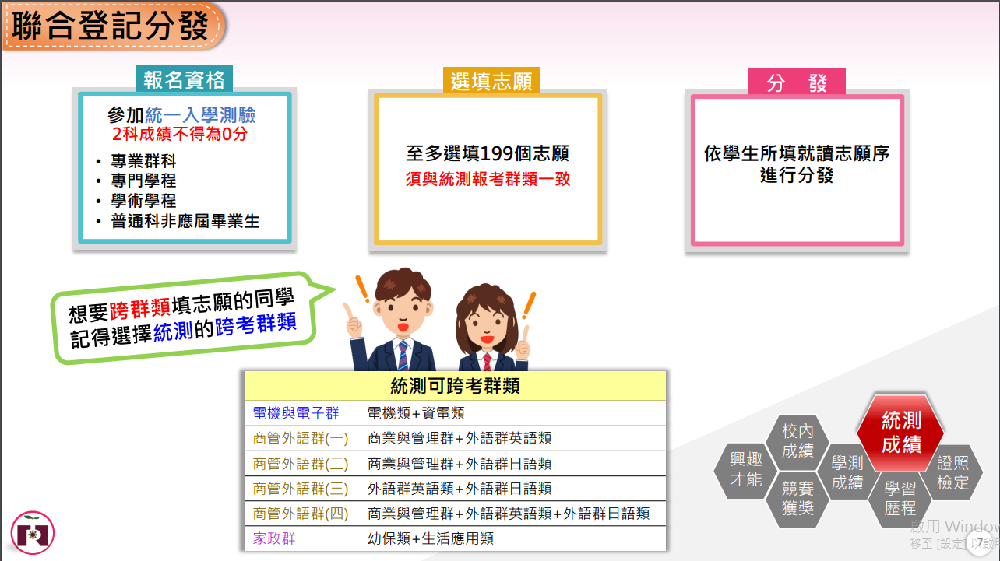 聯合登記分發
報名資格
參加統一入學測驗
2科成績不得為0分
• 專業群科
• 專門學程
• 學術學程
• 普通科非應屆畢業生
選填志願
至多選填199個志願
須與統測報考群類一致
分 發
依學生所填就讀志願序
進行分發
想要跨群類填志願的同學
記得選擇統測的跨考群類
統測可跨考群類
電機與電子群 電機類+資電類
商管外語群(一) 商業與管理群+外語群英語類
商管外語群(二) 商業與管理群+外語群日語類
商管外語群(三) 外語群英語類+外語群日語類
商管外語群(四) 商業與管理群+外語群英語類+外語群日語類
家政群 幼保類+生活應用類
興趣
才能
校內
成績
競賽
獲獎
學測
成績
統測
成績
學習
歷程
證照
檢定
啟用 Window
移至 [設定] 以啟用
7